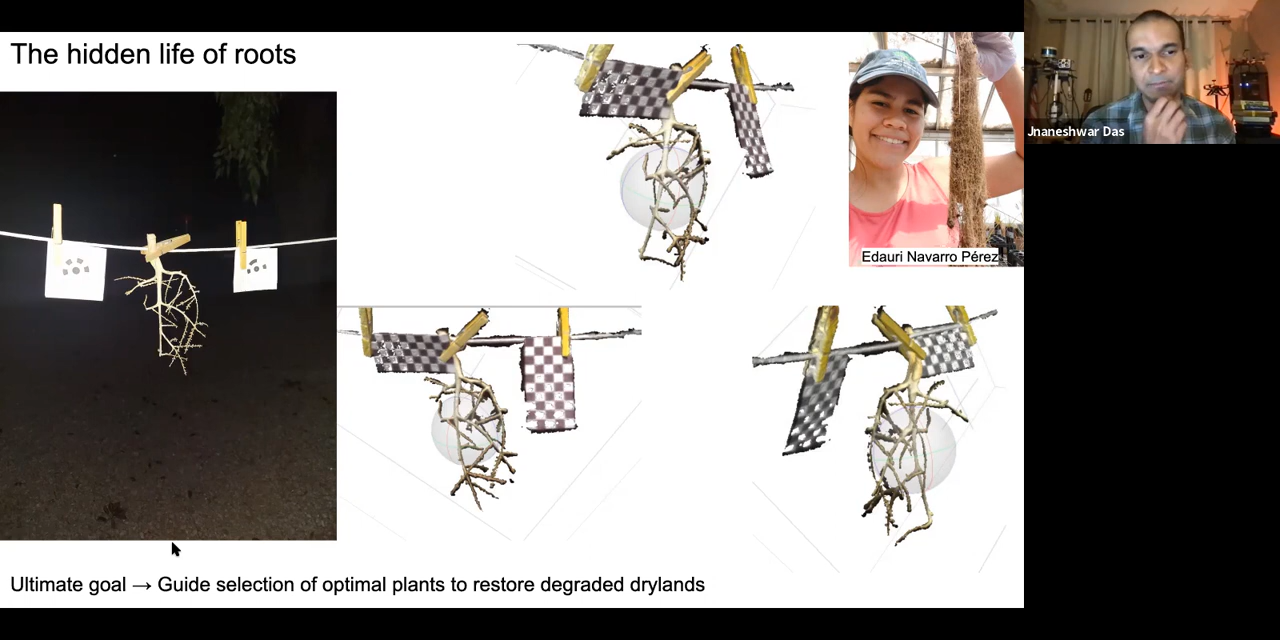 The hidden life of roots
Edauri Navarro Pérez
Jnaneshwar Das
Ultimate goal → Guide selection of optimal plants to restore degraded drylands